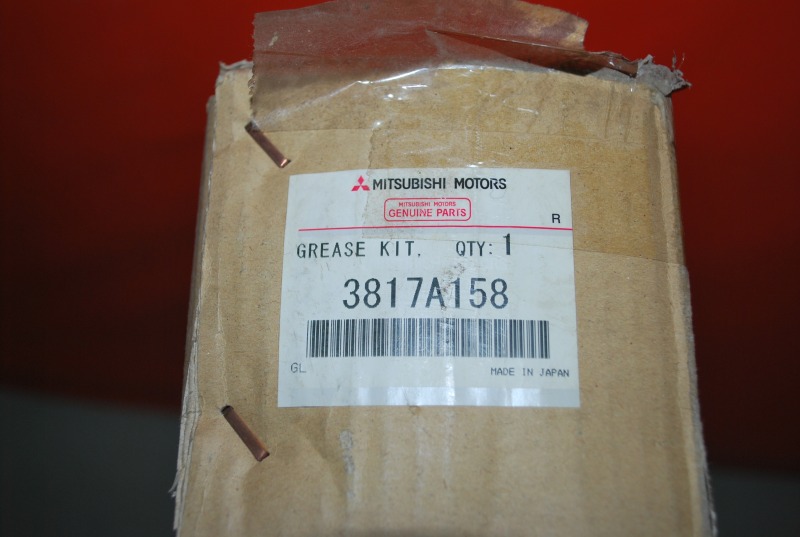 MITSUBISHI MOTORS
MITSUBISHI MOTORS
GENUINE PARTS
R
GREASE KIT. QTY: 1
3817A158
GL MADE IN JAPAN